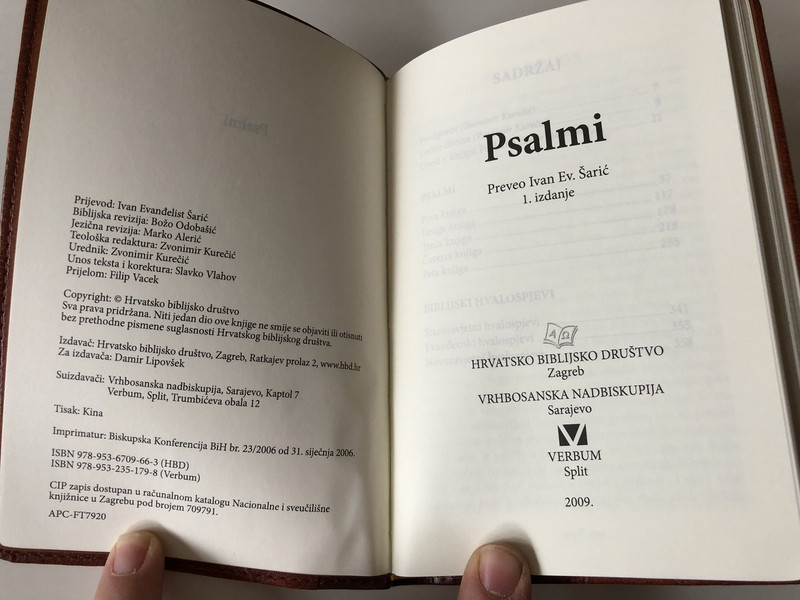 Prijevod: Ivan Evanđelist Šarić
Biblijska revizija: Božo Odobašić
Jezična revizija: Marko Alerić
Teološka redaktura: Zvonimir Kurečić
Urednik: Zvonimir Kurečić
Unos teksta i korektura: Slavko Vlahov
Prijelom: Filip Vacek
Copyright: © Hrvatsko biblijsko društvo
Sva prava pridržana. Niti jedan dio ove knjige ne smije se objaviti ili otisnuti
bez prethodne pismene suglasnosti Hrvatskog biblijskog društva.
Izdavač: Hrvatsko biblijsko društvo, Zagreb, Ratkajev prolaz 2, www.hbd.hr
Za izdavača: Damir Lipovšek
Suizdavači: Vrhbosanska nadbiskupija, Sarajevo, Kaptol 7
Verbum, Split, Trumbićeva obala 12
Tisak: Kina
Imprimatur: Biskupska Konferencija BiH br. 23/2006 od 31. siječnja 2006.
ISBN 978-953-6709-66-3 (HBD)
ISBN 978-953-235-179-8 (Verbum)
CIP zapis dostupan u računalnom katalogu Nacionalne i sveučilišne
knjižnice u Zagrebu pod brojem 709791.
APC-FT7920
Psalmi
Preveo Ivan Ev. Šarić
1. izdanje
A Ω
HRVATSKO BIBLIJSKO DRUŠTVO
Zagreb
VRHBOSANSKA NADBISKUPIJA
Sarajevo
VERBUM
Split
2009.